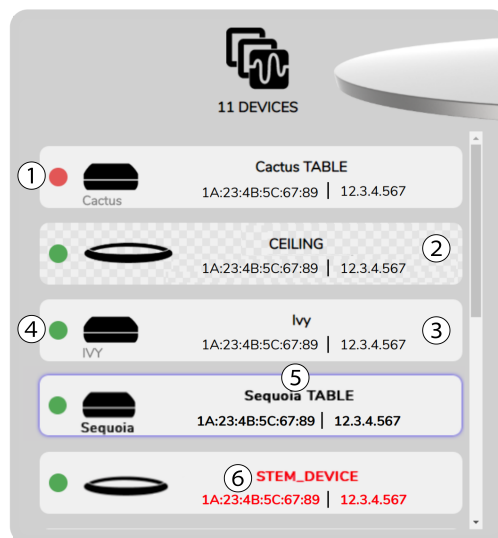 11 DEVICES
1
Cactus TABLE
Cactus
1A:23:4B:5C:67:89 | 12.3.4.567
CEILING
2
1A:23:4B:5C:67:89 | 12.3.4.567
4
Ivy
3
IVY
1A:23:4B:5C:67:89 | 12.3.4.567
5
Sequoia TABLE
Sequoia
1A:23:4B:5C:67:89 | 12.3.4.567
6
STEM_DEVICE
1A:23:4B:5C:67:89 | 12.3.4.567